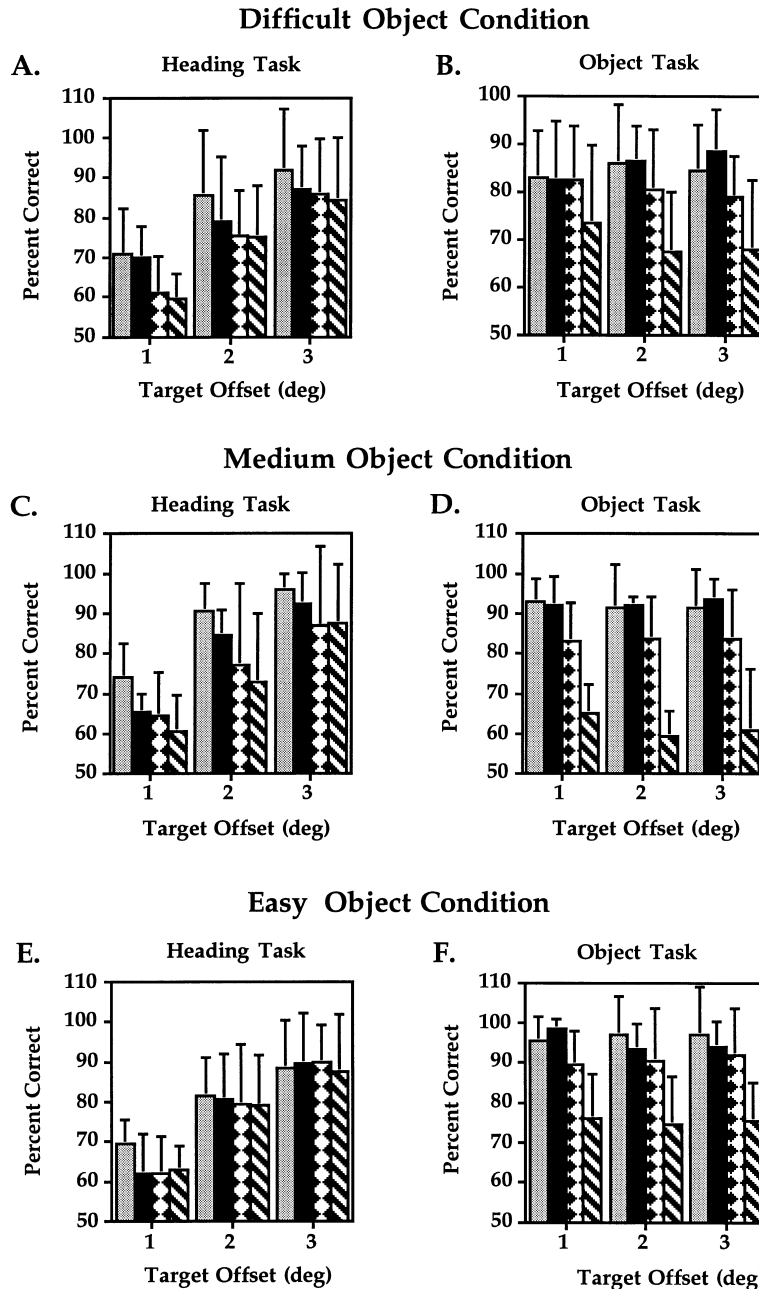 Difficult Object Condition
A. Heading Task
B. Object Task
Percent Correct
110
100
90
80
70
60
50
1 2 3
Target Offset (deg)
Percent Correct
100
90
80
70
60
50
1 2 3
Target Offset (deg)
Medium Object Condition
C. Heading Task
D. Object Task
Percent Correct
110
100
90
80
70
60
50
1 2 3
Target Offset (deg)
Percent Correct
110
100
90
80
70
60
50
1 2 3
Target Offset (deg)
Easy Object Condition
E. Heading Task
F. Object Task
Percent Correct
110
100
90
80
70
60
50
1 2 3
Target Offset (deg)
Percent Correct
110
100
90
80
70
60
50
1 2 3
Target Offset (deg